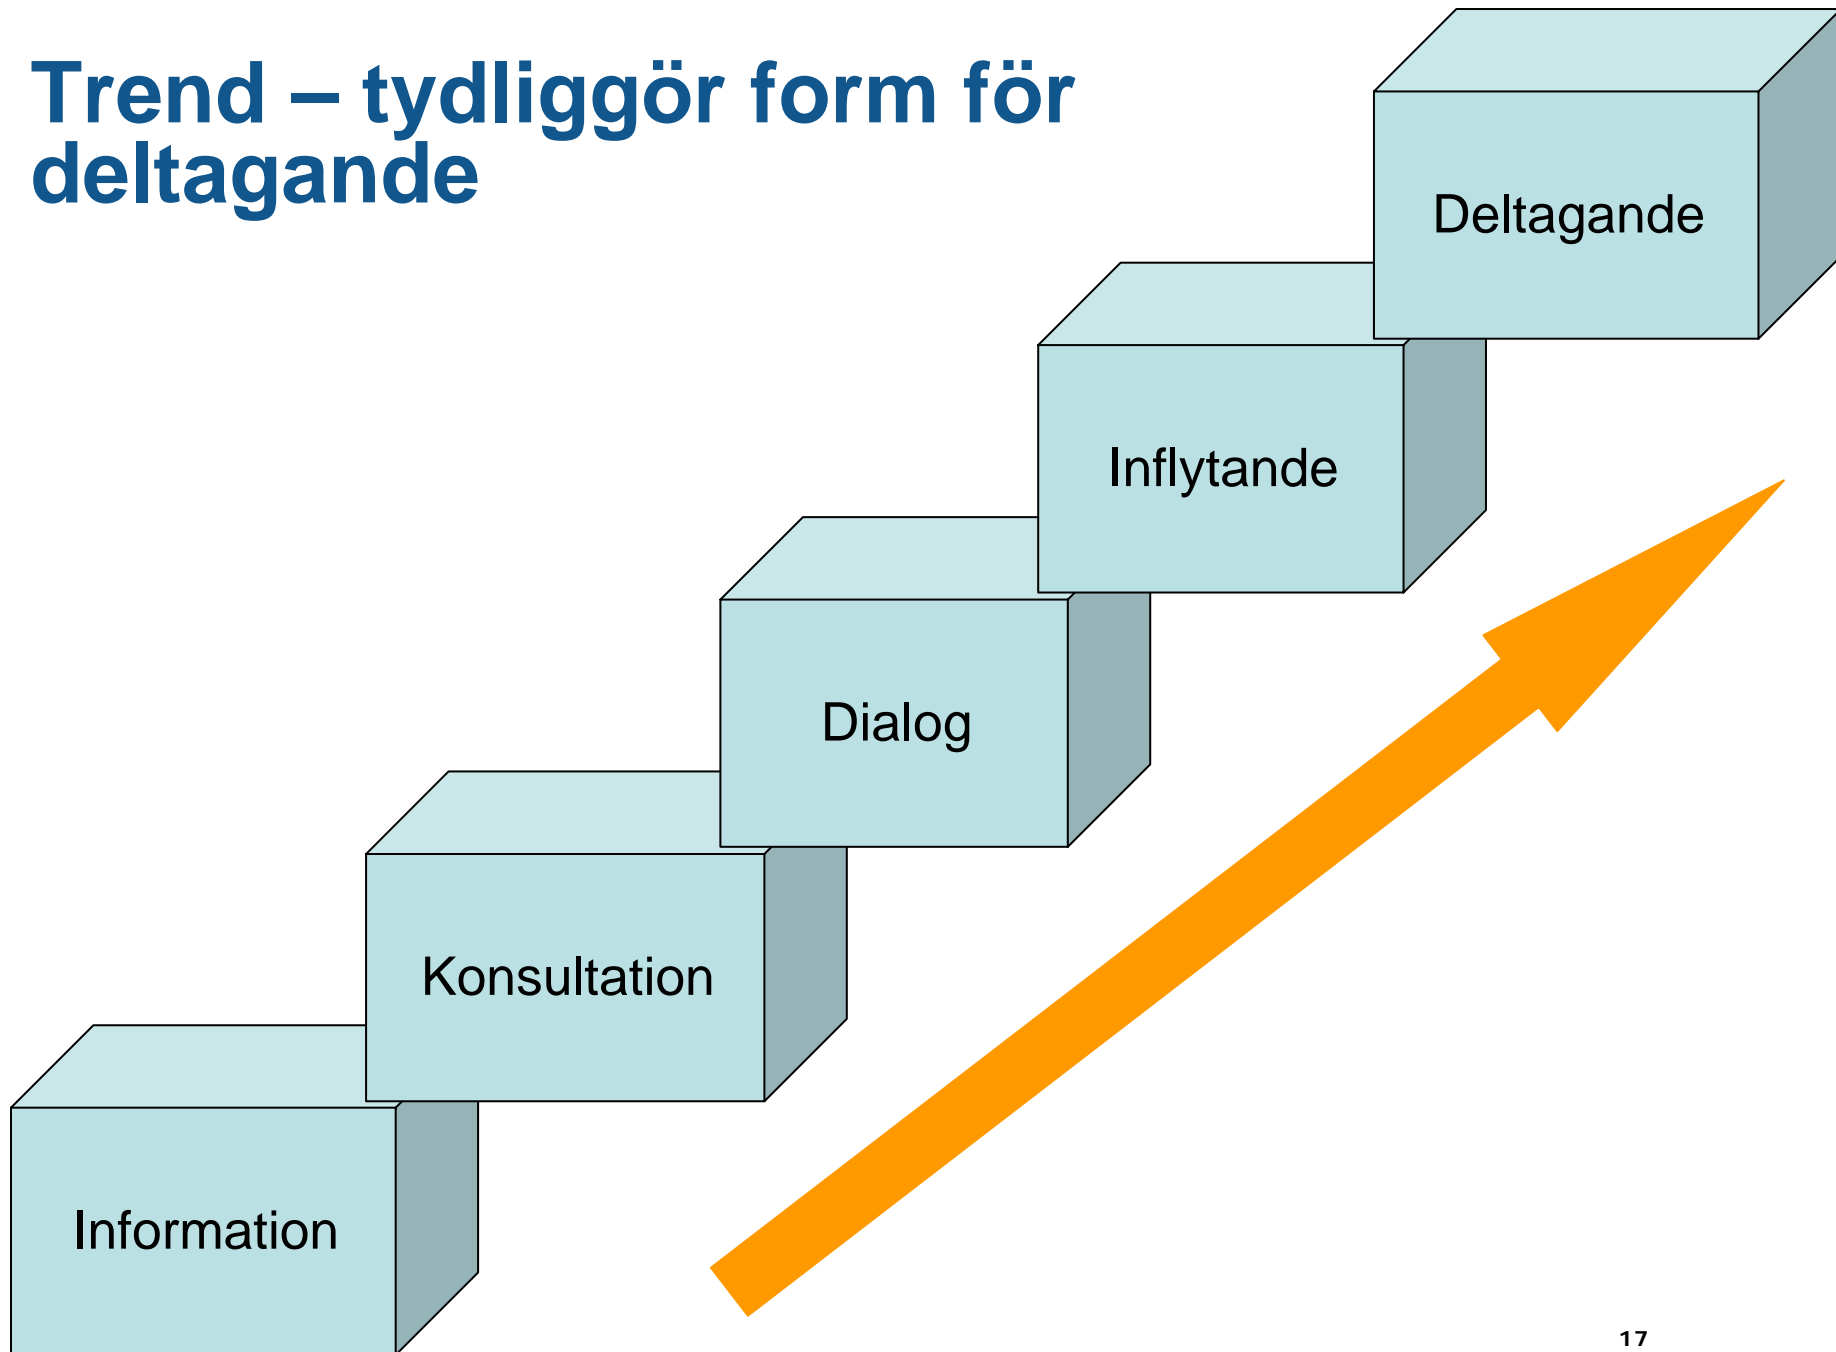 Trend – tydliggör form för
deltagande
Deltagande
Inflytande
Dialog
Konsultation
Information
17